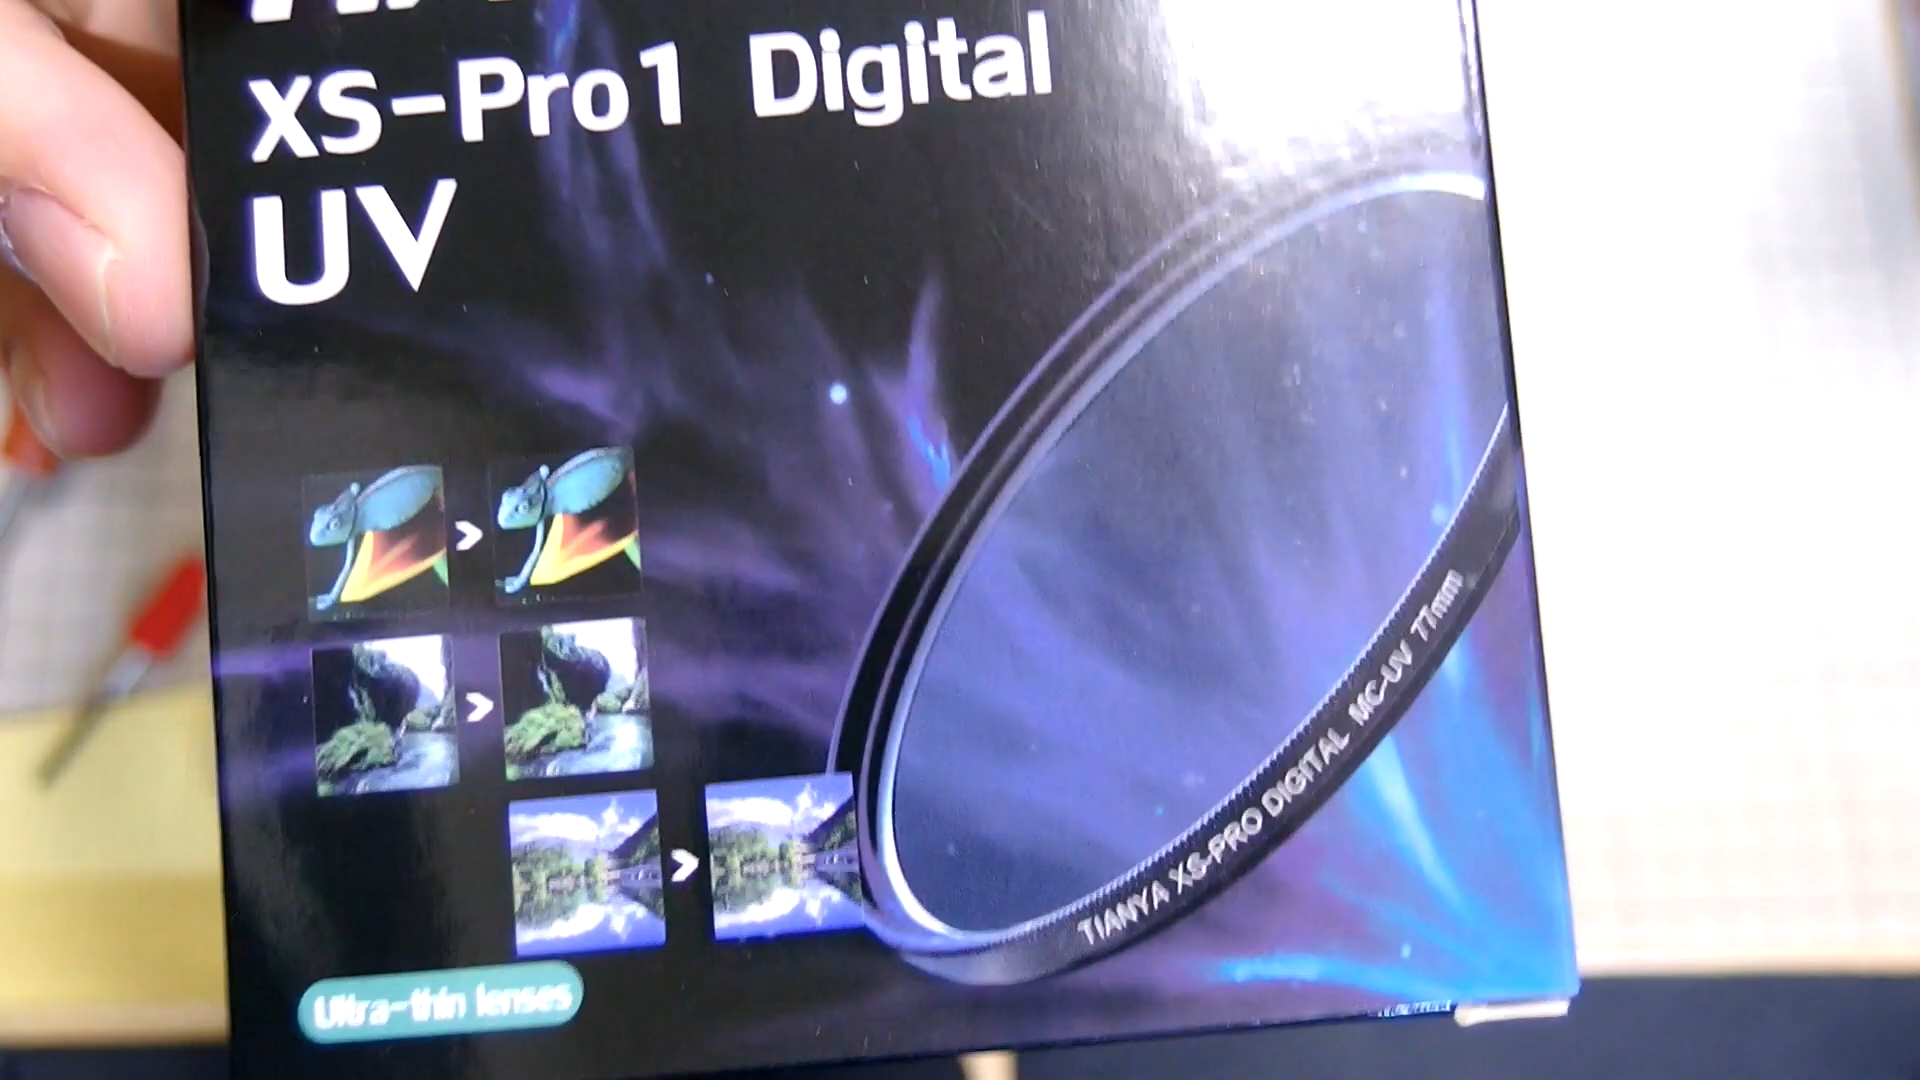 XS-Pro1 Digital
UV
TIANYA XS-PRO DIGITAL MC-UV 77mm
Ultra-thin lenses